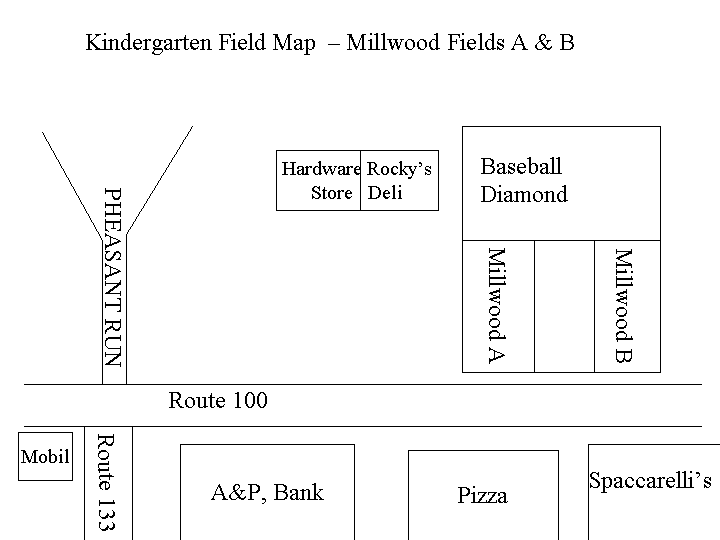 Kindergarten Field Map – Millwood Fields A & B
Hardware
Store
Rocky’s
Deli
Baseball
Diamond
PHEASANT RUN
Millwood A
Millwood B
Route 100
Mobil
Route 133
A&P, Bank
Pizza
Spaccarelli’s